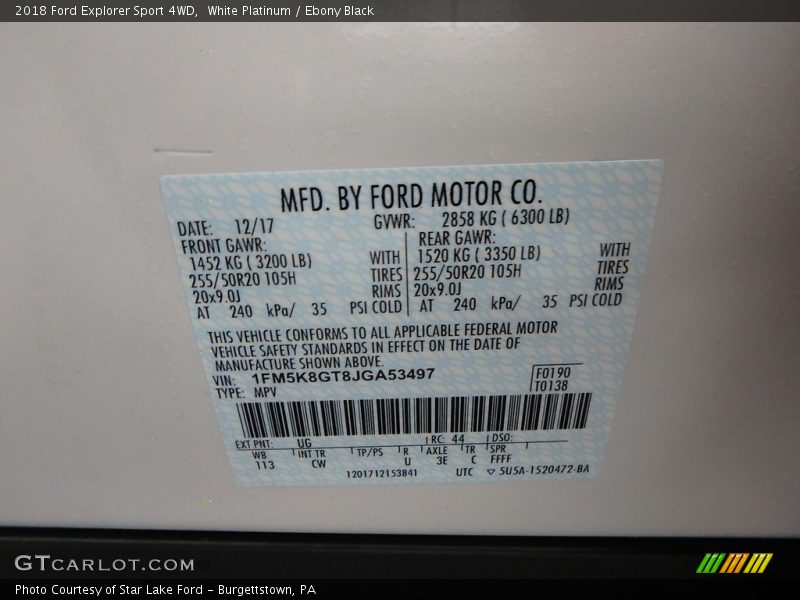 2018 Ford Explorer Sport 4WD, White Platinum / Ebony Black
MFD. BY FORD MOTOR CO.
DATE: 12/17 GVWR: 2858 KG ( 6300 LB)
FRONT GAWR: REAR GAWR:
1452 KG ( 3200 LB) WITH 1520 KG ( 3350 LB) WITH
255/50R20 105H TIRES 255/50R20 105H TIRES
20x9.0J RIMS 20x9.0J RIMS
AT 240 kPa/ 35 PSI COLD AT 240 kPa/ 35 PSI COLD
THIS VEHICLE CONFORMS TO ALL APPLICABLE FEDERAL MOTOR
VEHICLE SAFETY STANDARDS IN EFFECT ON THE DATE OF
MANUFACTURE SHOWN ABOVE.
VIN: 1FM5K8GT8JGA53497 F0190
TYPE: MPV T0138
EXT PNT: UG RC: 44 DSO:
WB INT TR TP/PS R AXLE TR SPR
113 CW U 3E C FFFF
1201712153841 UTC ▽ 5U5A-1520472-BA
GTCARLOT.COM
Photo Courtesy of Star Lake Ford – Burgettstown, PA